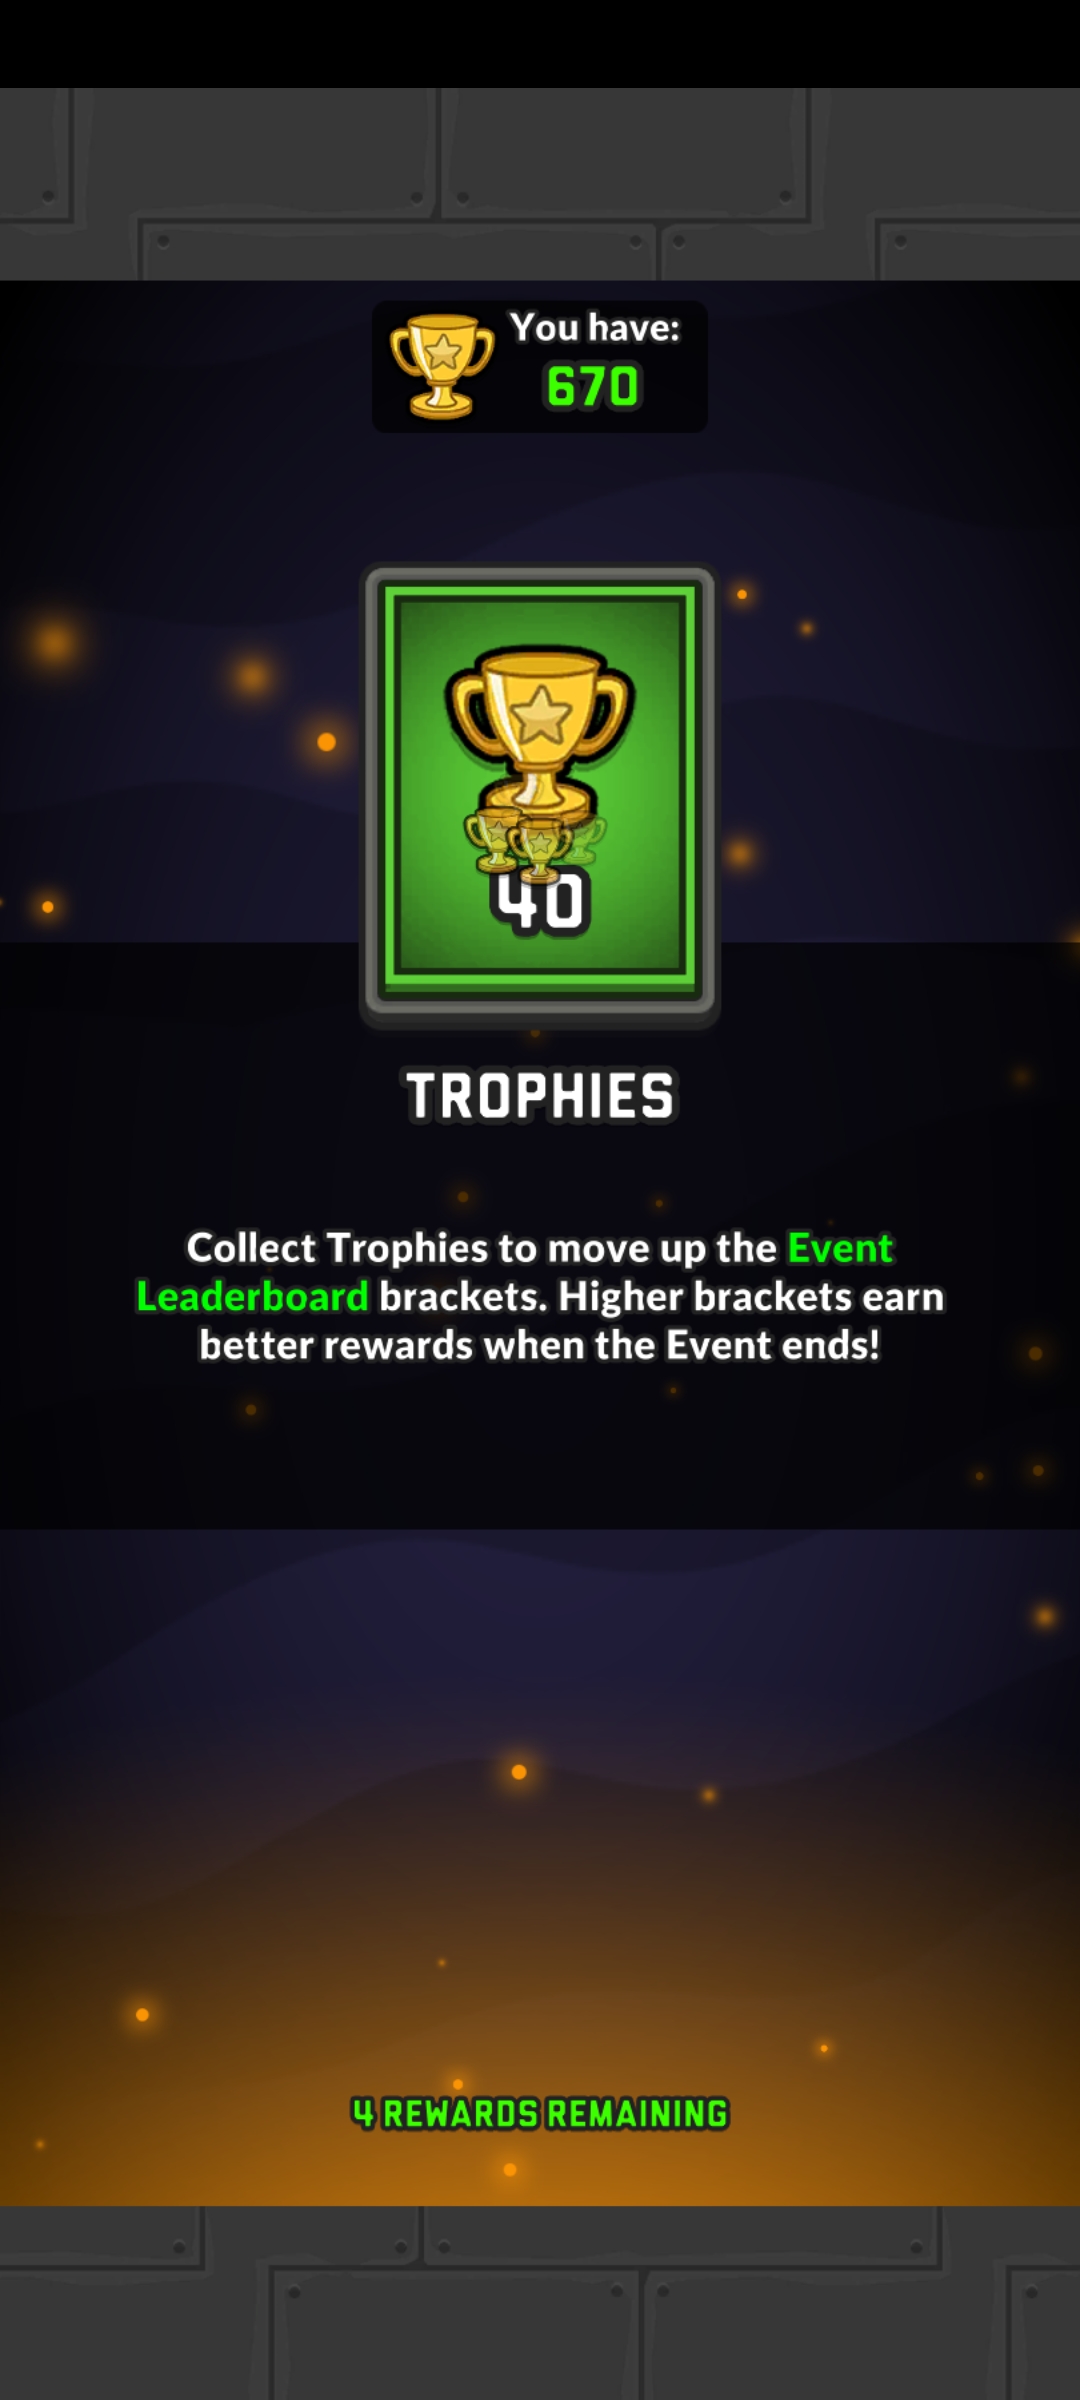 You have:
670
40
TROPHIES
Collect Trophies to move up the Event
Leaderboard brackets. Higher brackets earn
better rewards when the Event ends!
4 REWARDS REMAINING